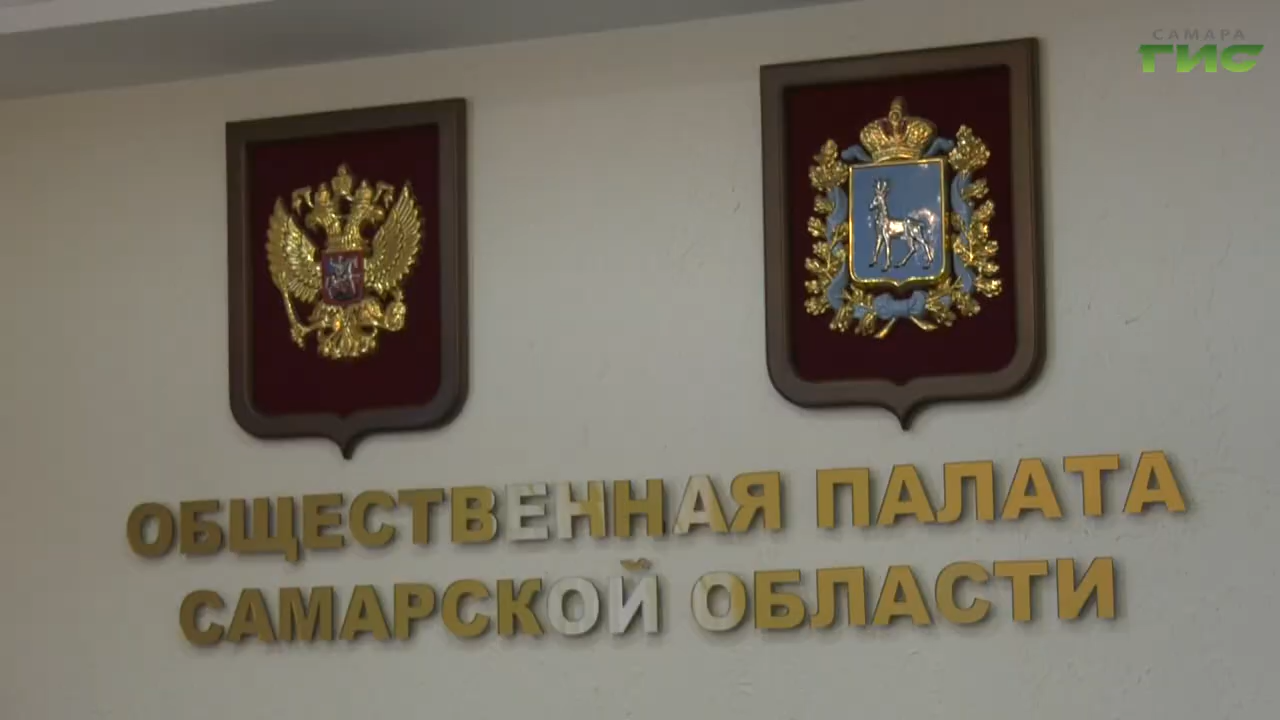 САМАРА
ГИС
ОБЩЕСТВЕННАЯ ПАЛАТА
САМАРСКОЙ ОБЛАСТИ